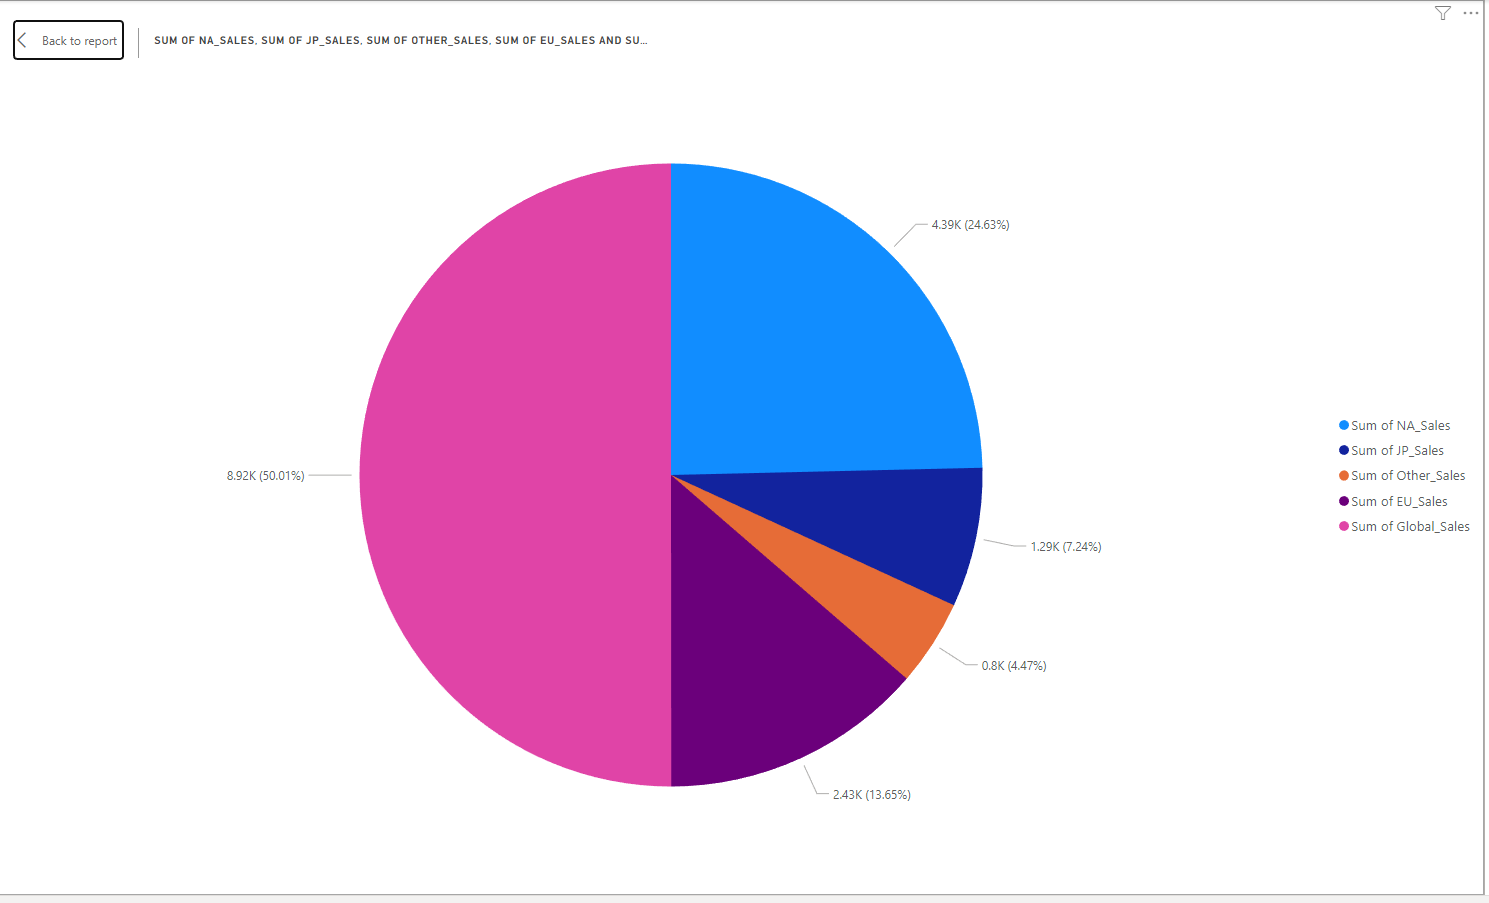 Back to report
SUM OF NA_SALES, SUM OF JP_SALES, SUM OF OTHER_SALES, SUM OF EU_SALES AND SU...
4.39K (24.63%)
8.92K (50.01%)
1.29K (7.24%)
0.8K (4.47%)
2.43K (13.65%)
Sum of NA_Sales
Sum of JP_Sales
Sum of Other_Sales
Sum of EU_Sales
Sum of Global_Sales